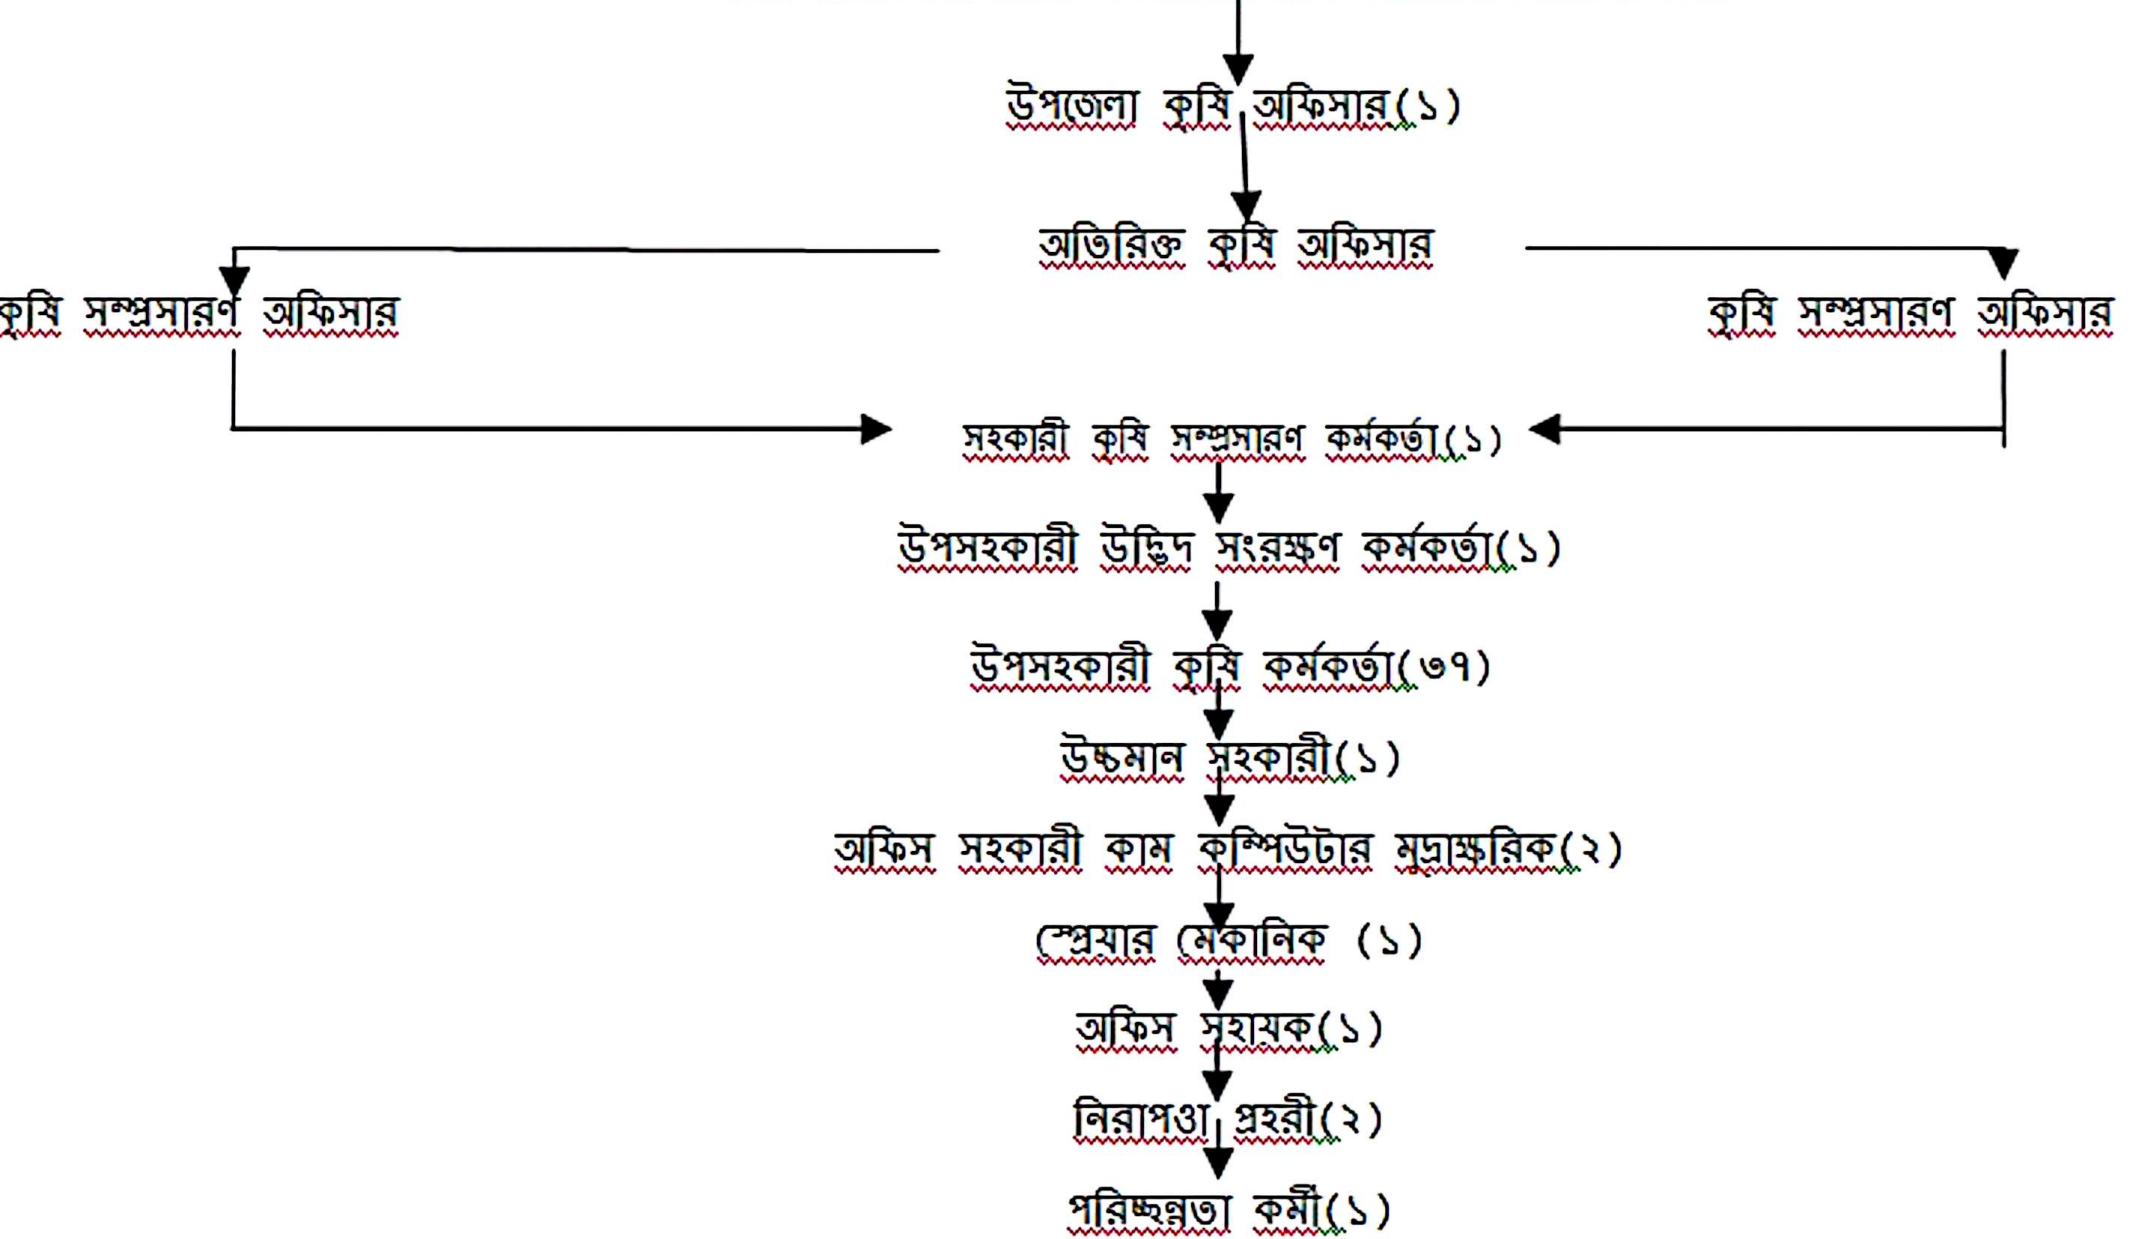 উপজেলা কৃষি অফিসার(১)
অতিরিক্ত কৃষি অফিসার
কৃষি সম্প্রসারণ অফিসার কৃষি সম্প্রসারণ অফিসার
সহকারী কৃষি সম্প্রসারণ কর্মকর্তা(১)
উপসহকারী উদ্ভিদ সংরক্ষণ কর্মকর্তা(১)
উপসহকারী কৃষি কর্মকর্তা(৩৭)
উচ্চমান সহকারী(১)
অফিস সহকারী কাম কম্পিউটার মুদ্রাক্ষরিক(২)
স্প্রেযার মেকানিক (১)
অফিস সহাযক(১)
নিরাপওা প্রহরী(২)
পরিচ্ছন্নতা কর্মী(১)